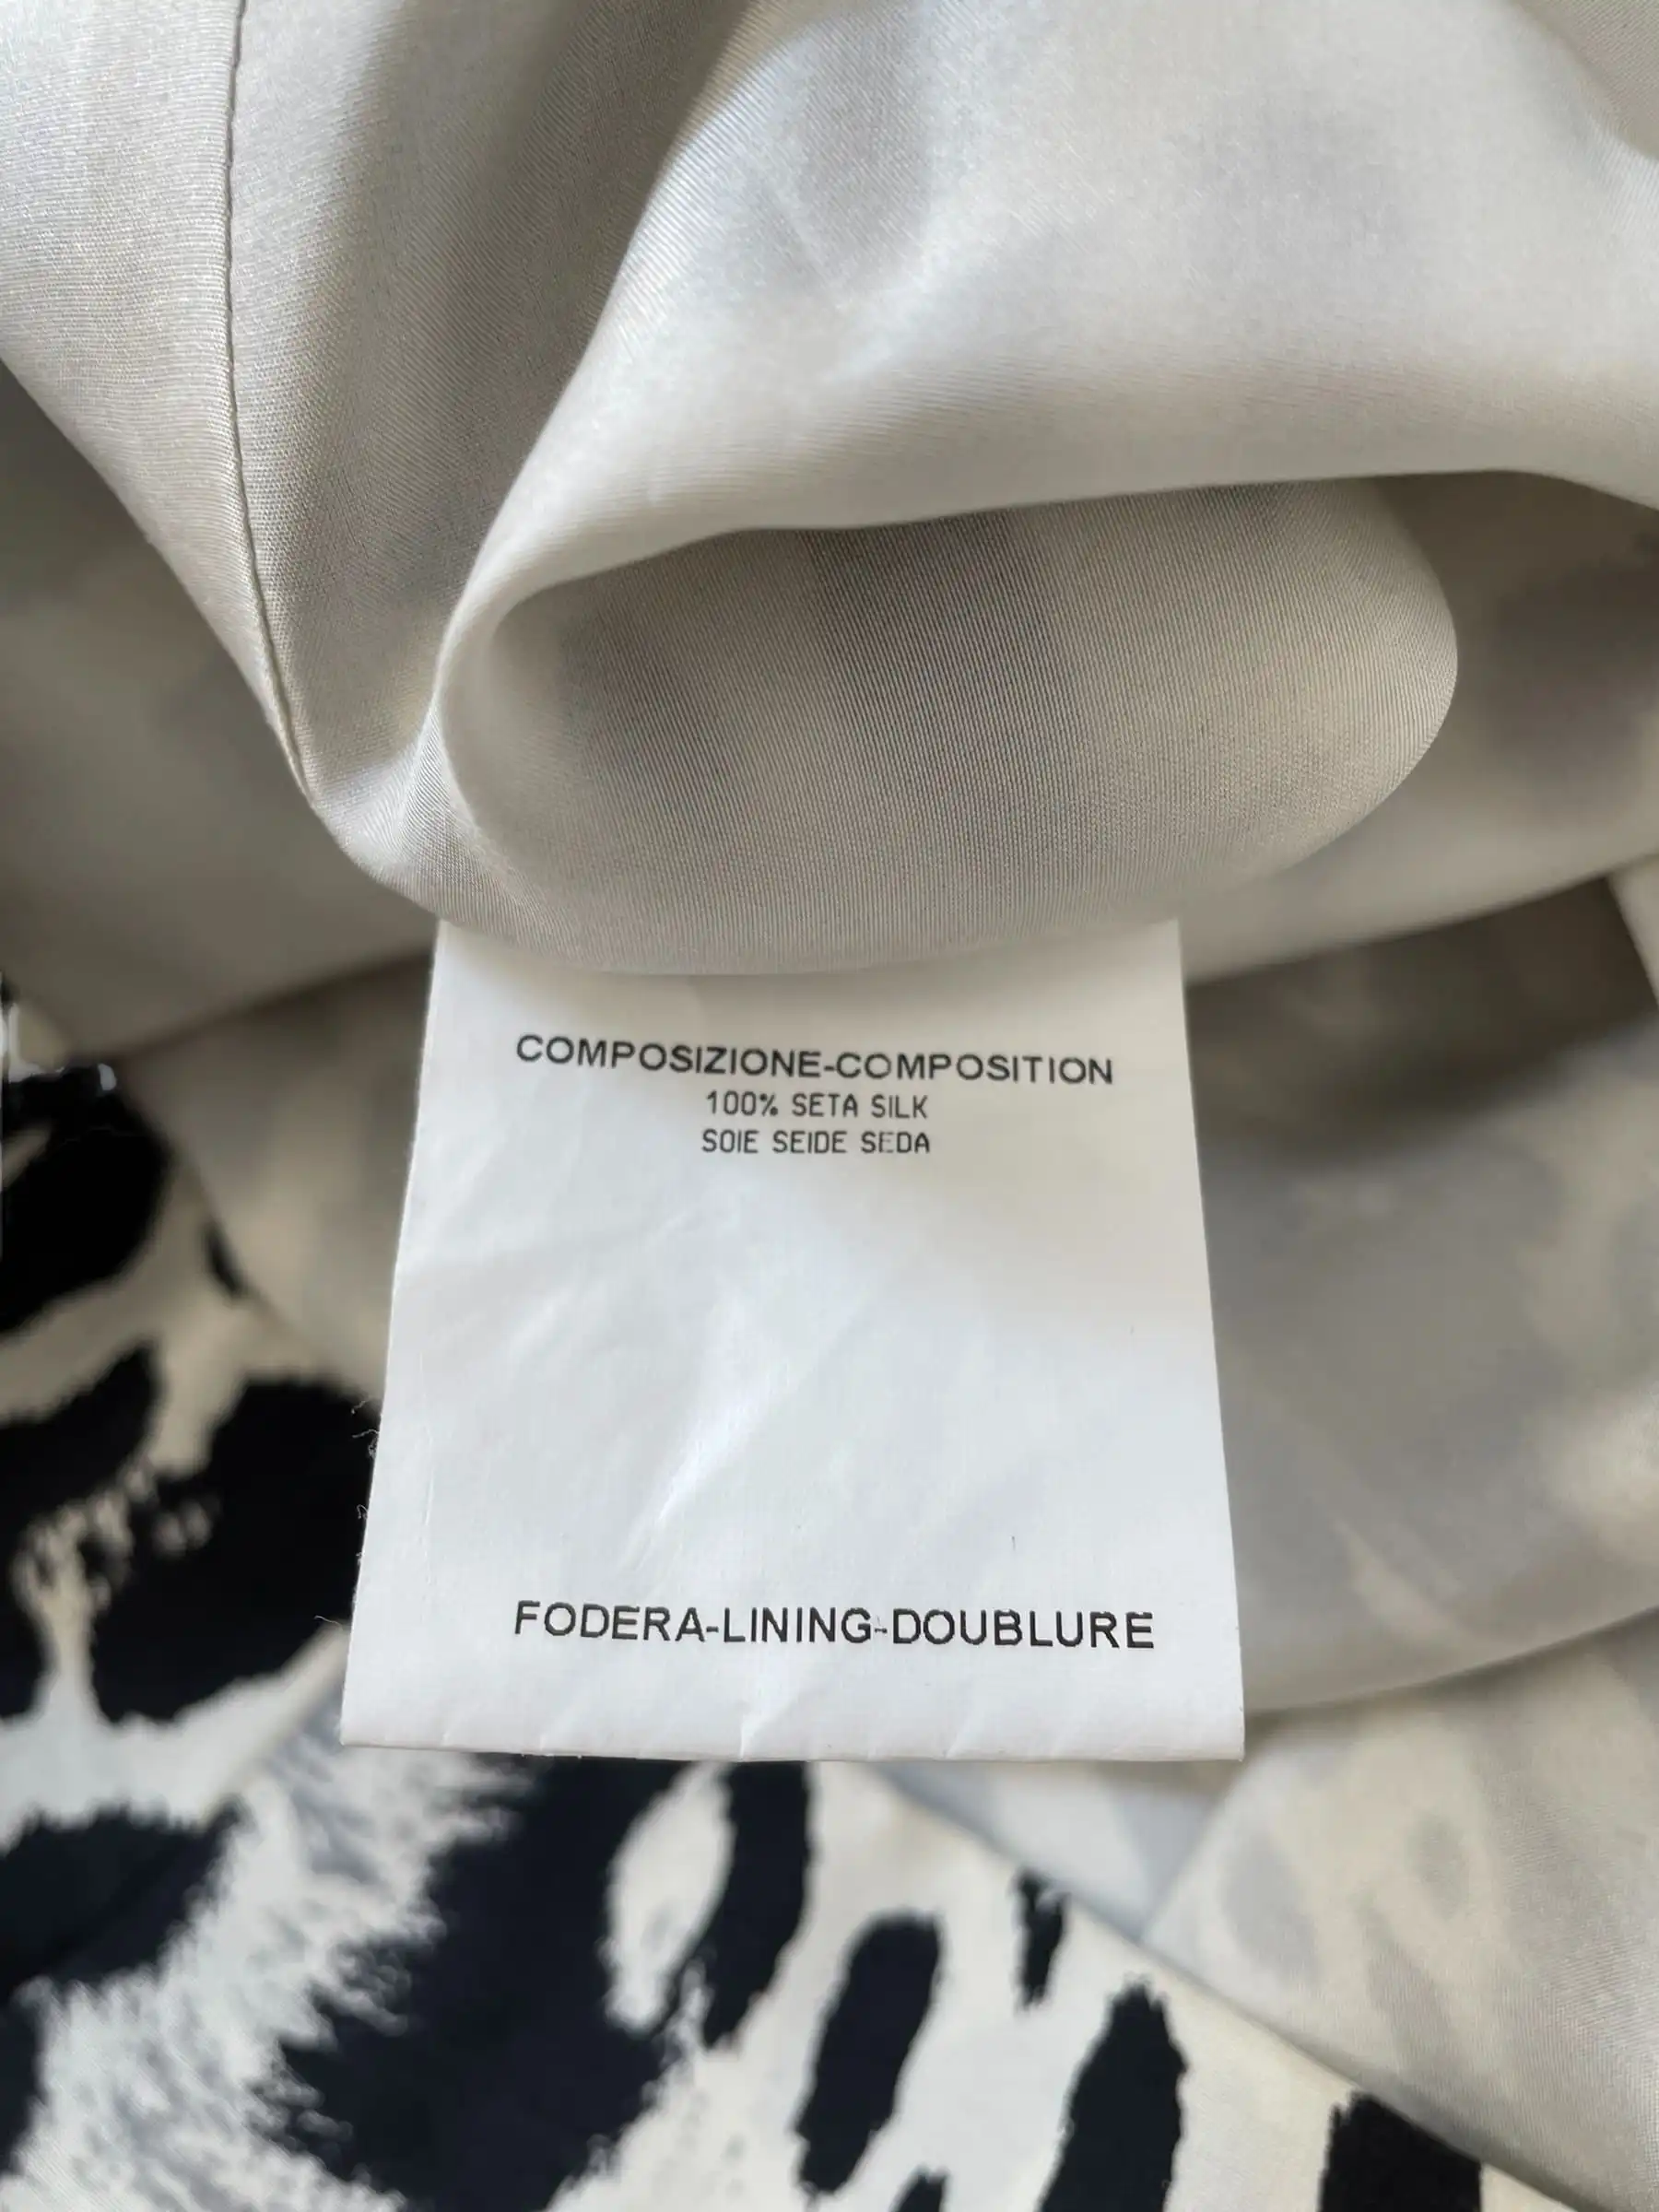 COMPOSIZIONE-COMPOSITION
100% SETA SILK
SOIE SEIDE SEDA
FODERA-LINING-DOUBLURE